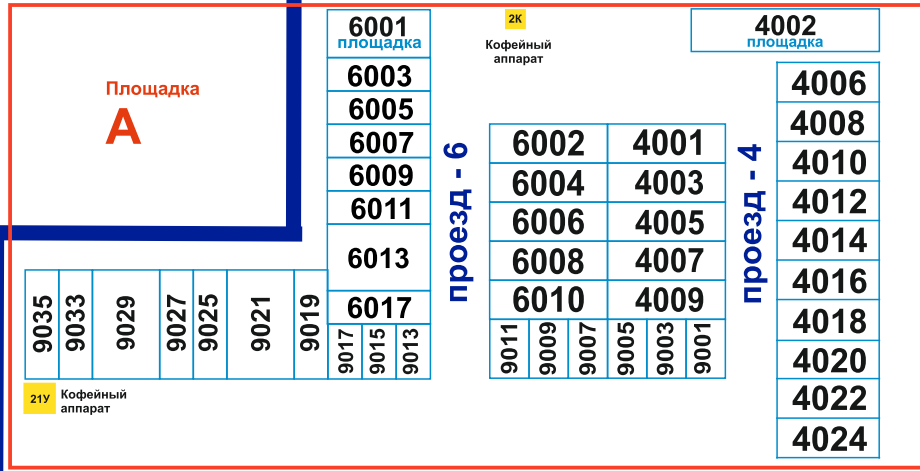 Площадка
А
6001
площадка
6003
6005
6007
6009
6011
6013
6017
2К
Кофейный
аппарат
4002
площадка
4006
4008
4010
4012
4014
4016
4018
4020
4022
4024
проезд - 6
6002 4001
6004 4003
6006 4005
6008 4007
6010 4009
проезд - 4
9035 9033 9029 9027 9025 9021 9019 9017 9015 9013
9011 9009 9007 9005 9003 9001
21У
Кофейный
аппарат